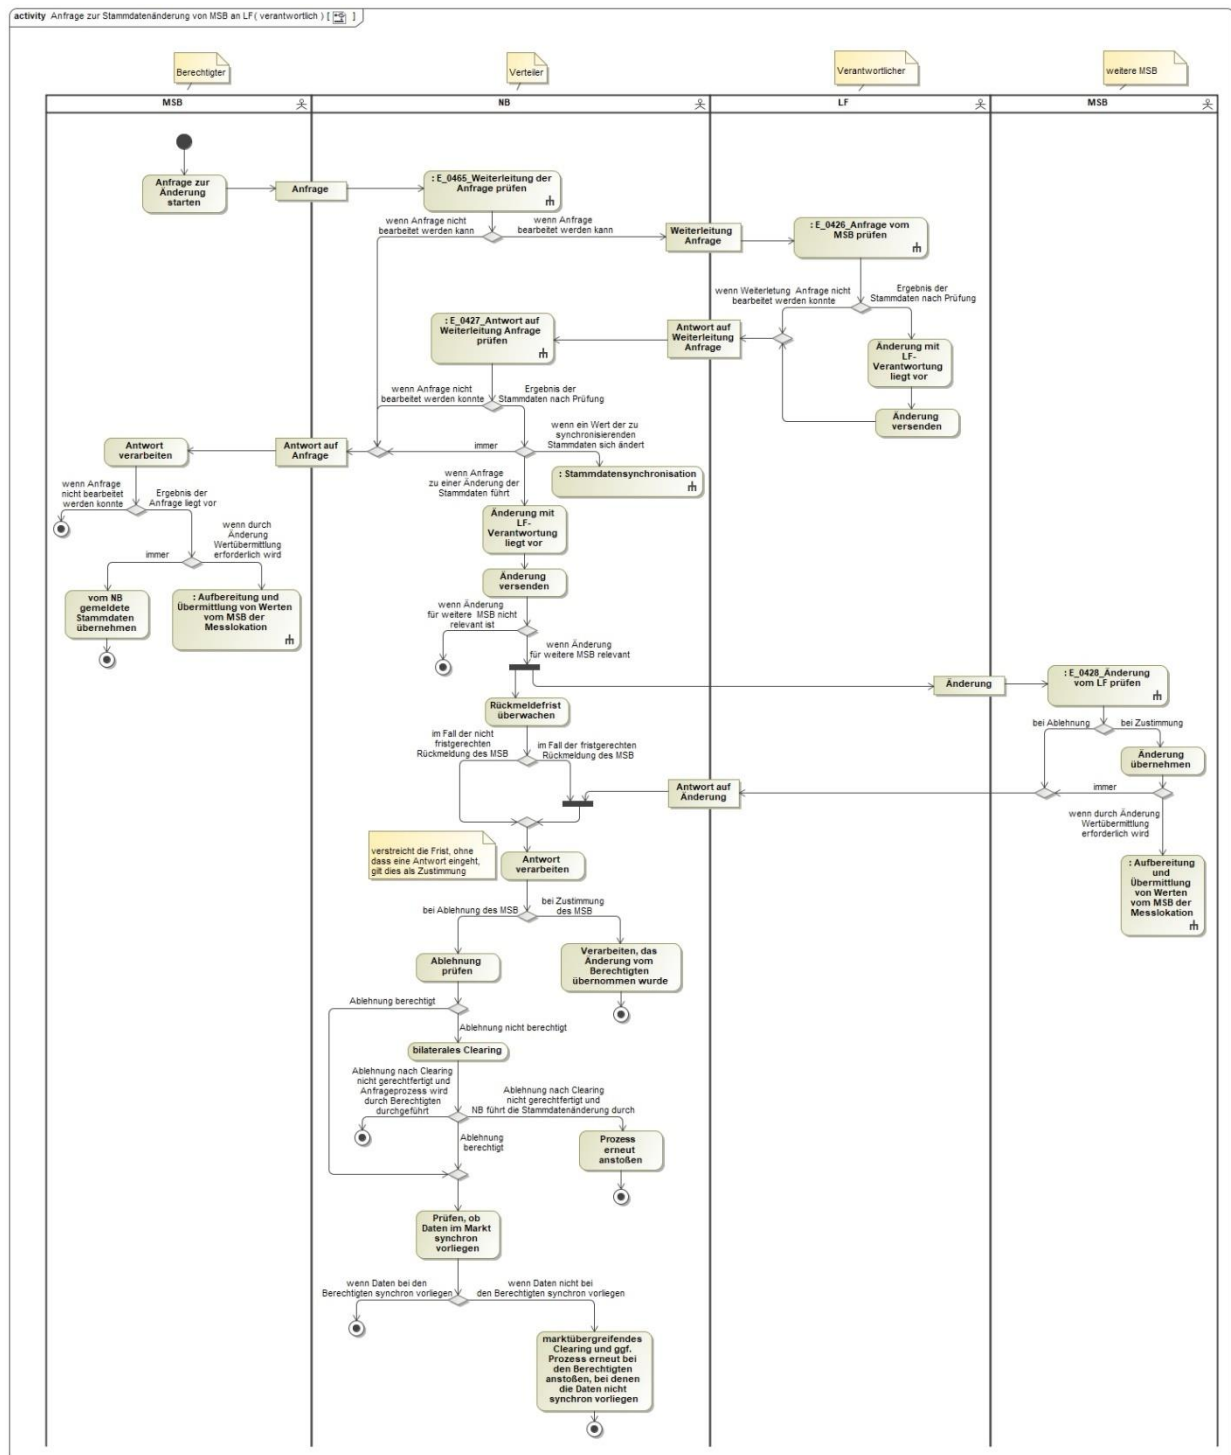 activity Anfrage zur Stammdatenänderung von MSB an LF( verantwortlich ) [ ]
Berechtigter
Verteiler
Verantwortlicher
weitere MSB
MSB
NB
LF
MSB
Anfrage zur
Änderung
starten
Anfrage
: E_0465_Weiterleitung der
Anfrage prüfen
wenn Anfrage nicht
bearbeitet werden kann
wenn Anfrage
bearbeitet werden kann
Weiterleitung
Anfrage
: E_0426_Anfrage vom
MSB prüfen
wenn Weiterletung Anfrage nicht
bearbeitet werden konnte
Ergebnis der
Stammdaten nach Prüfung
: E_0427_Antwort auf
Weiterleitung Anfrage
prüfen
Antwort auf
Weiterleitung
Anfrage
Änderung mit
LF-
Verantwortung
liegt vor
Änderung
versenden
wenn Anfrage nicht
bearbeitet werden konnte
Ergebnis der
Stammdaten nach Prüfung
Antwort
verarbeiten
Antwort auf
Anfrage
immer
wenn ein Wert der zu
synchronisierenden
Stammdaten sich ändert
: Stammdatensynchronisation
wenn Anfrage
nicht bearbeitet
werden konnte
Ergebnis der
Anfrage liegt vor
wenn Anfrage
zu einer Änderung der
Stammdaten führt
Änderung mit
LF-
Verantwortung
liegt vor
immer
wenn durch
Änderung
Wertübermittlung
erforderlich wird
vom NB
gemeldete
Stammdaten
übernehmen
: Aufbereitung und
Übermittlung von Werten
vom MSB der
Messlokation
Änderung
versenden
wenn Änderung
für weitere MSB nicht
relevant ist
wenn Änderung
für weitere MSB relevant
Änderung
: E_0428_Änderung
vom LF prüfen
Rückmeldefrist
überwachen
bei Ablehnung
bei Zustimmung
im Fall der nicht
fristgerechten
Rückmeldung des MSB
im Fall der fristgerechten
Rückmeldung des MSB
Änderung
übernehmen
Antwort auf
Änderung
immer
wenn durch Änderung
Wertübermittlung
erforderlich wird
verstreicht die Frist, ohne
dass eine Antwort eingeht,
gilt dies als Zustimmung
Antwort
verarbeiten
: Aufbereitung
und
Übermittlung
von Werten
vom MSB der
Messlokation
bei Ablehnung des MSB
bei Zustimmung
des MSB
Ablehnung
prüfen
Verarbeiten, das
Änderung vom
Berechtigten
übernommen wurde
Ablehnung berechtigt
Ablehnung nicht berechtigt
bilaterales Clearing
Ablehnung nach Clearing
nicht gerechtfertigt und
Anfrageprozess wird
durch Berechtigten
durchgeführt
Ablehnung nach Clearing
nicht gerechtfertigt und
NB führt die Stammdatenänderung durch
Ablehnung
berechtigt
Prozess
erneut
anstoßen
Prüfen, ob
Daten im Markt
synchron
vorliegen
wenn Daten bei den
Berechtigten synchron vorliegen
wenn Daten nicht bei
den Berechtigten synchron vorliegen
marktübergreifendes
Clearing und ggf.
Prozess erneut bei
den Berechtigten
anstoßen, bei denen
die Daten nicht
synchron vorliegen